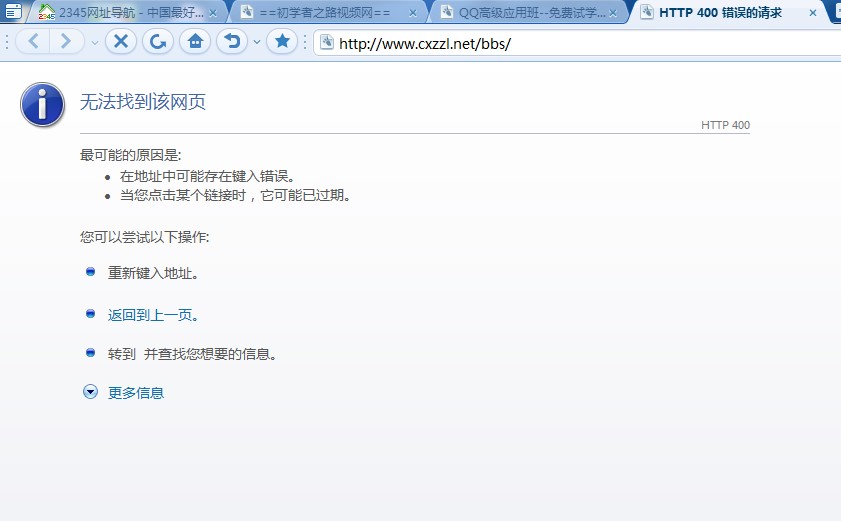 2345网址导航 - 中国最好...
==初学者之路视频网==
QQ高级应用班--免费试学...
HTTP 400 错误的请求
http://www.cxzzl.net/bbs/
无法找到该网页
HTTP 400
最可能的原因是:
在地址中可能存在键入错误。
当您点击某个链接时，它可能已过期。
您可以尝试以下操作:
重新键入地址。
返回到上一页。
转到 并查找您想要的信息。
更多信息